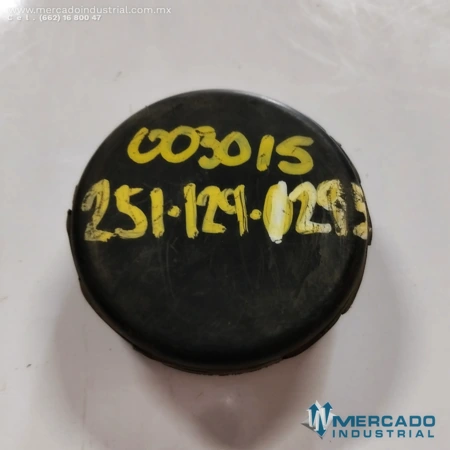 www.mercadoindustrial.com.mx
(662) 16 800 47
003015
251-129-0293
MERCADO
INDUSTRIAL